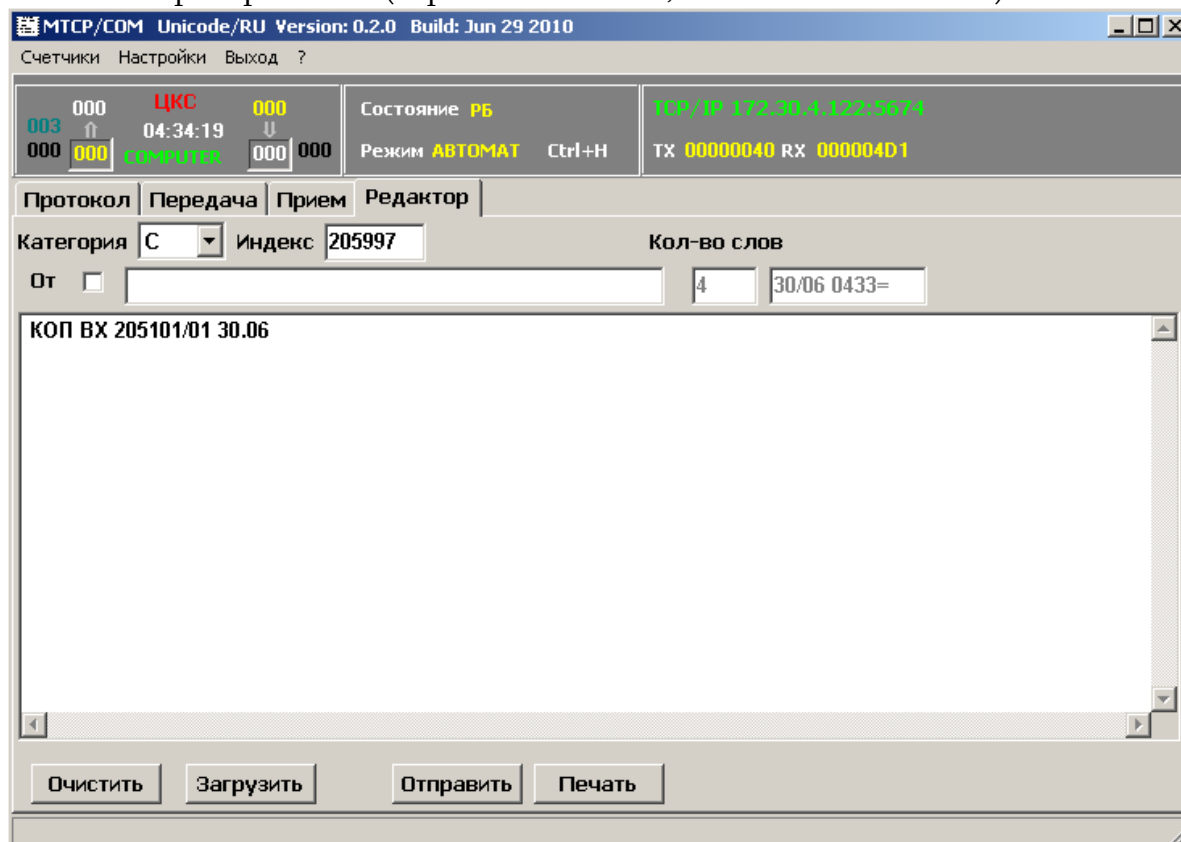 MTCP/COM Unicode/RU Version: 0.2.0 Build: Jun 29 2010
Счетчики Настройки Выход ?
000 ЦКС 000 Состояние РБ TCP/IP 172.30.4.122:5674
003 04:34:19
000 000 COMPUTER 000 000 Режим АВТОМАТ Ctrl+H TX 00000040 RX 000004D1
Протокол Передача Прием Редактор
Категория С Индекс 205997 Кол-во слов
От 4 30/06 0433=
КОП ВХ 205101/01 30.06
Очистить Загрузить Отправить Печать